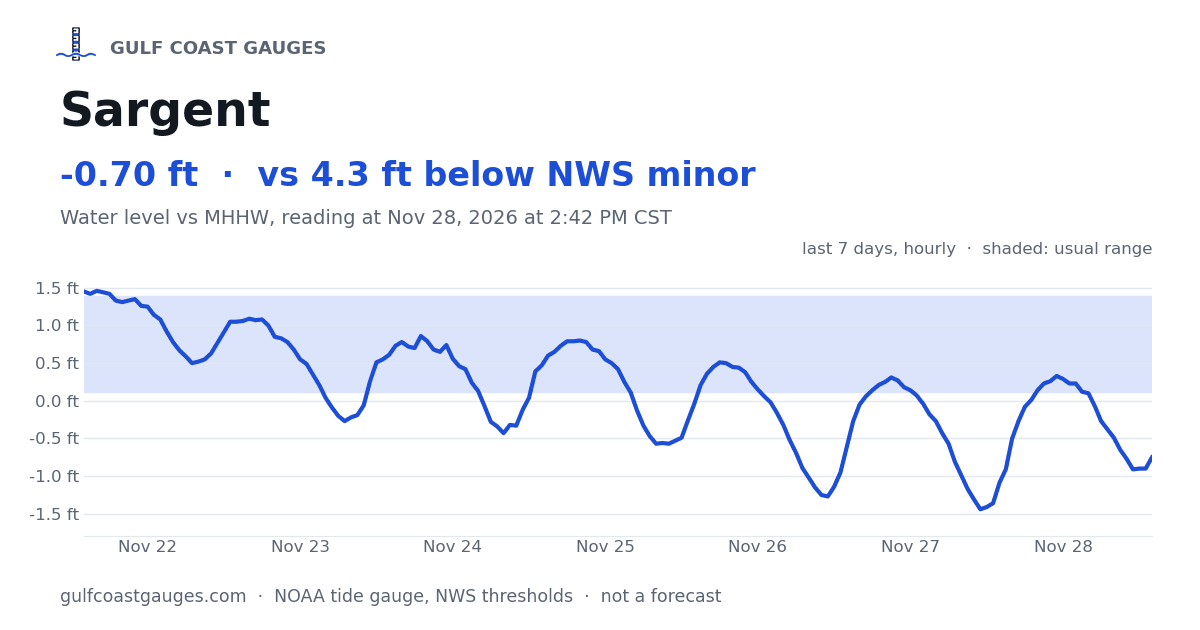 GULF COAST GAUGES
Sargent
-0.70 ft · vs 4.3 ft below NWS minor
Water level vs MHHW, reading at Nov 28, 2026 at 2:42 PM CST
last 7 days, hourly · shaded: usual range
1.5 ft
1.0 ft
0.5 ft
0.0 ft
-0.5 ft
-1.0 ft
-1.5 ft
Nov 22 Nov 23 Nov 24 Nov 25 Nov 26 Nov 27 Nov 28
gulfcoastgauges.com · NOAA tide gauge, NWS thresholds · not a forecast